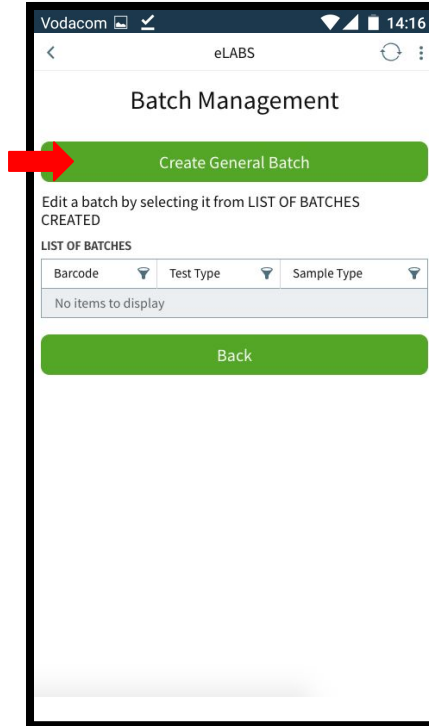 Vodacom 14:16
eLABS
Batch Management
Create General Batch
Edit a batch by selecting it from LIST OF BATCHES
CREATED
LIST OF BATCHES
Barcode Test Type Sample Type
No items to display
Back